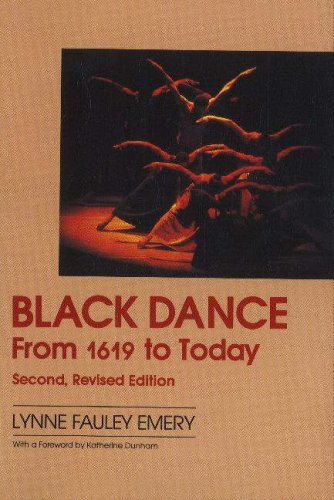 BLACK DANCE
From 1619 to Today
Second, Revised Edition
LYNNE FAULEY EMERY
With a Foreword by Katherine Dunham